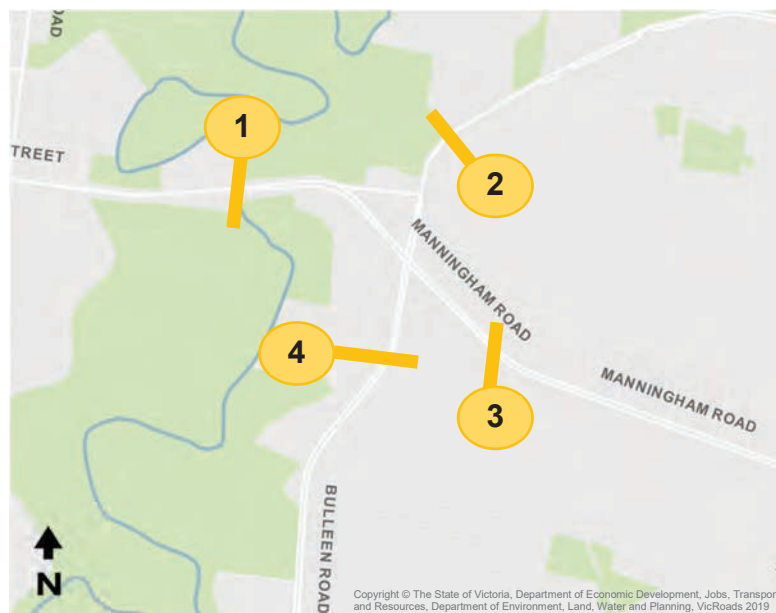 OAD
1
TREET
2
MANNINGHAM ROAD
4
3
MANNINGHAM ROAD
BULLEEN ROAD
N
Copyright © The State of Victoria, Department of Economic Development, Jobs, Transpor
and Resources, Department of Environment, Land, Water and Planning, VicRoads 2019